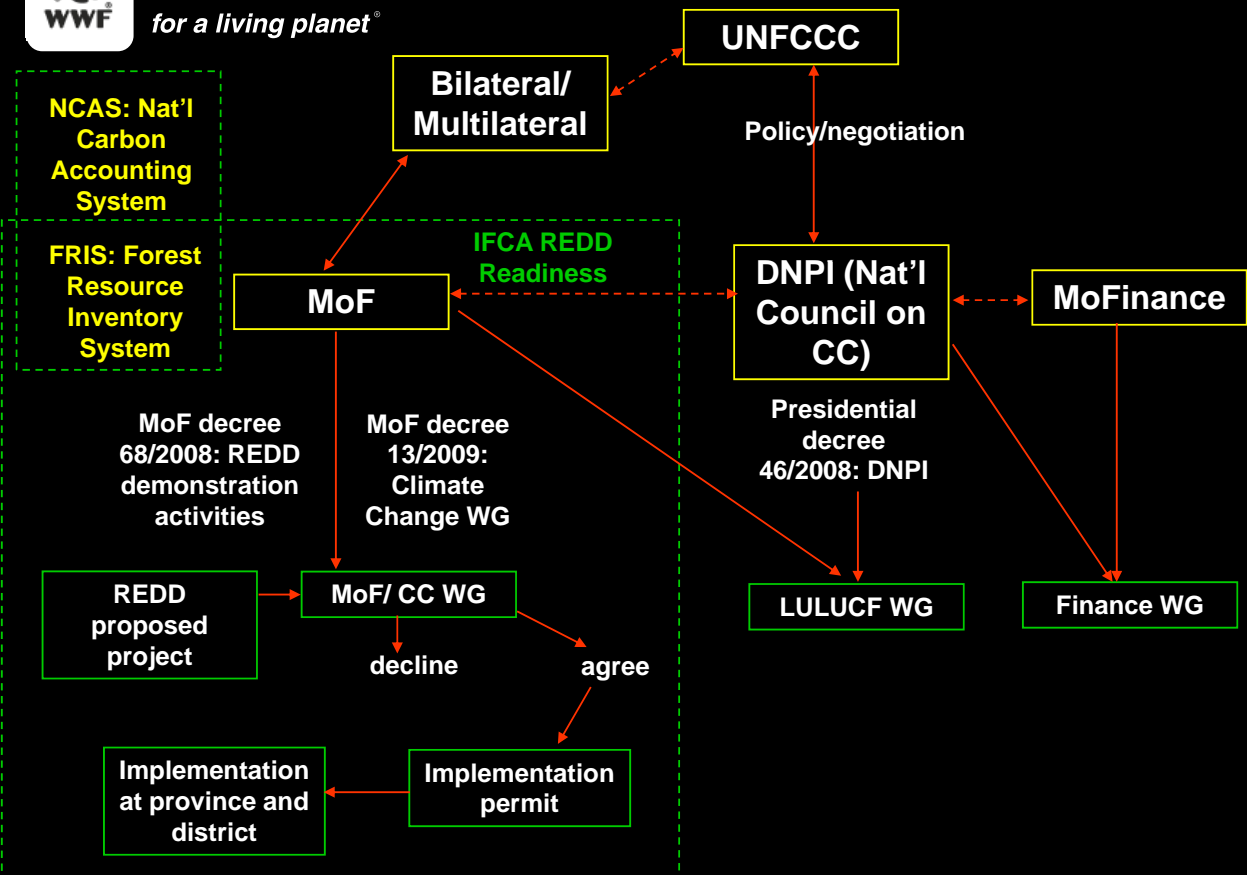 WWF®
for a living planet®
UNFCCC
Bilateral/
Multilateral
NCAS: Nat'l
Carbon
Accounting
System
Policy/negotiation
FRIS: Forest
Resource
Inventory
System
IFCA REDD
Readiness
MoF
DNPI (Nat'l
Council on
CC)
MoFinance
MoF decree
68/2008: REDD
demonstration
activities
MoF decree
13/2009:
Climate
Change WG
Presidential
decree
46/2008: DNPI
REDD
proposed
project
MoF/ CC WG
LULUCF WG
Finance WG
decline
agree
Implementation
at province and
district
Implementation
permit